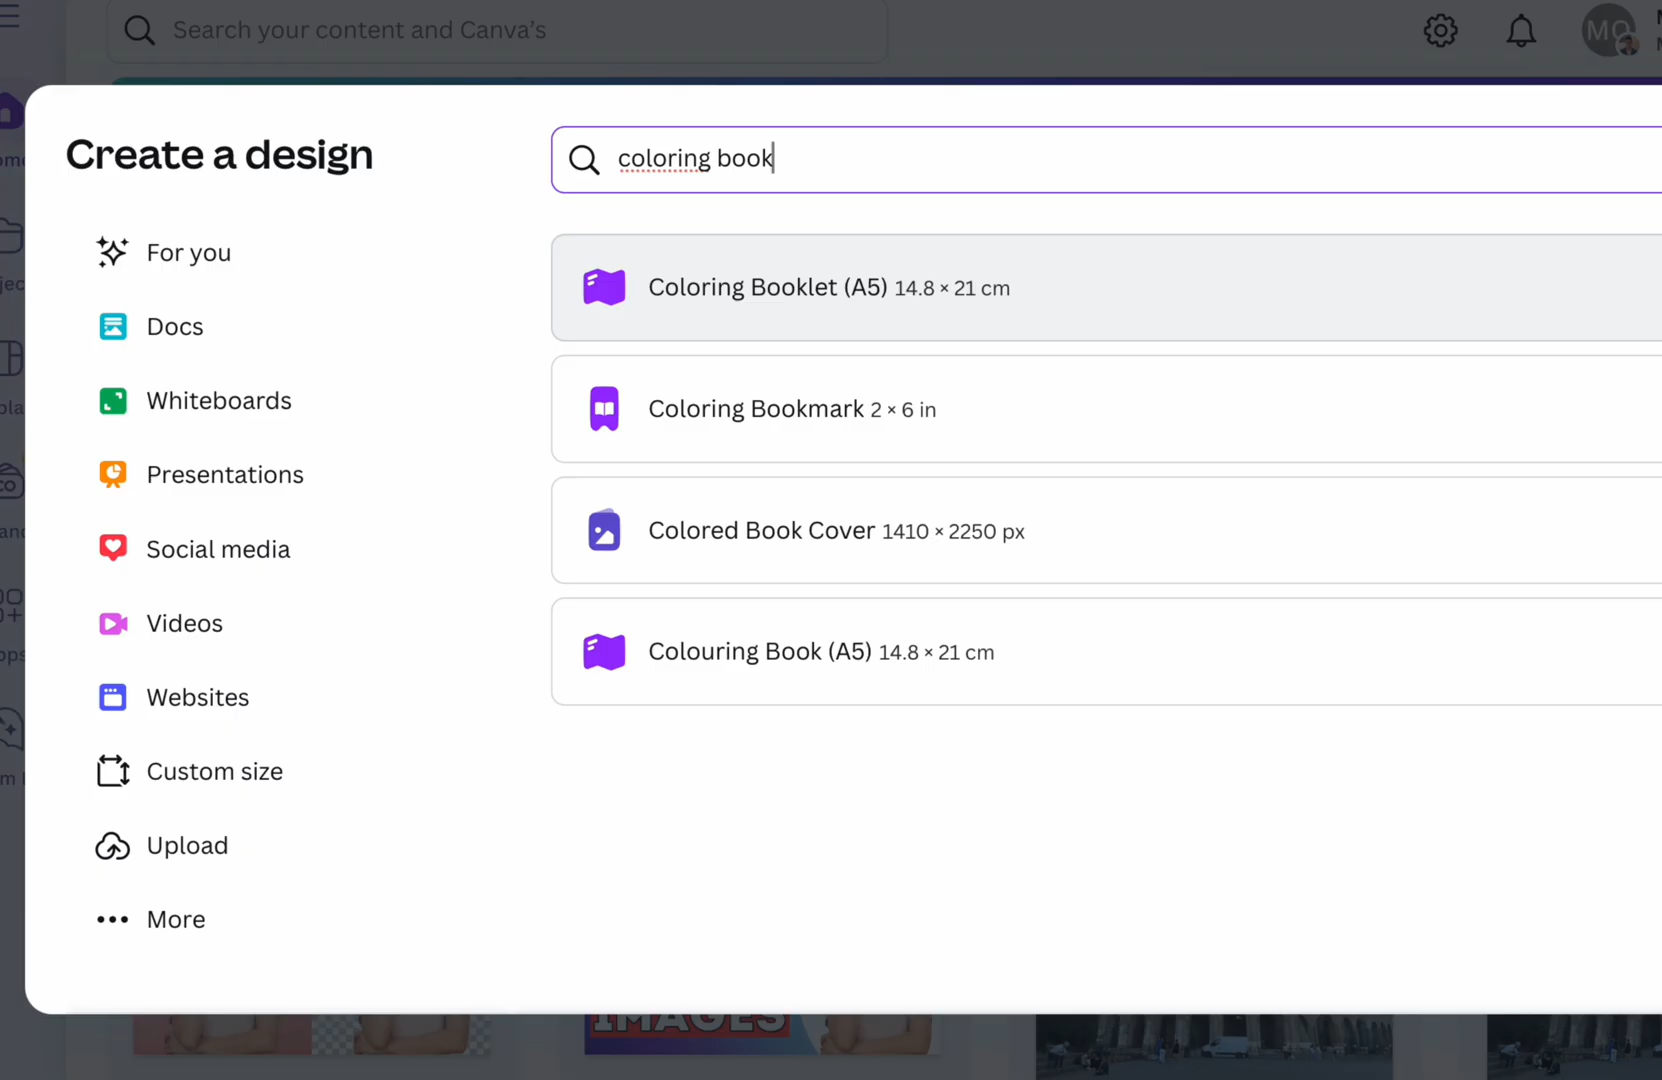 Search your content and Canva's
MO
Create a design
coloring book
For you
Docs
Whiteboards
Presentations
Social media
Videos
Websites
Custom size
Upload
More
Coloring Booklet (A5) 14.8 × 21 cm
Coloring Bookmark 2 × 6 in
Colored Book Cover 1410 × 2250 px
Colouring Book (A5) 14.8 × 21 cm
IMAGES